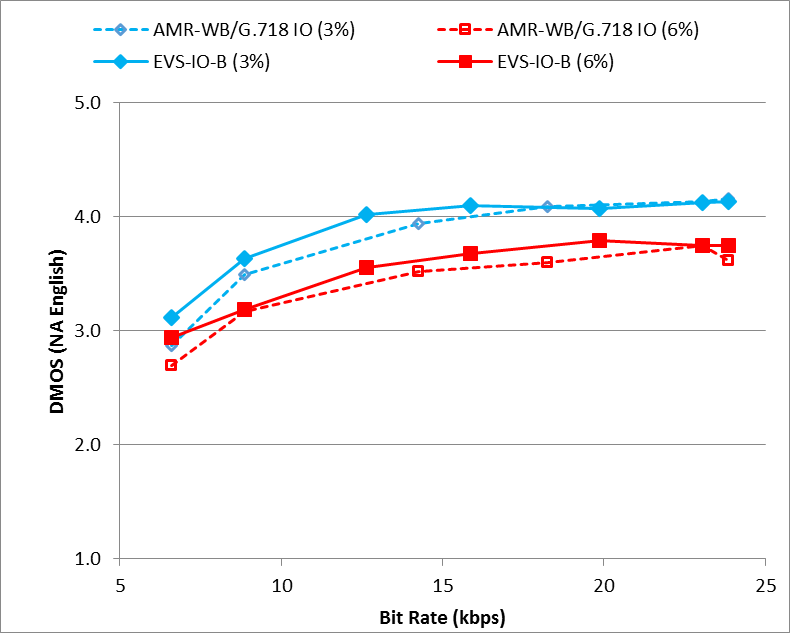 AMR-WB/G.718 IO (3%) AMR-WB/G.718 IO (6%)
EVS-IO-B (3%) EVS-IO-B (6%)
5.0
4.0
3.0
2.0
1.0
DMOS (NA English)
5 10 15 20 25
Bit Rate (kbps)